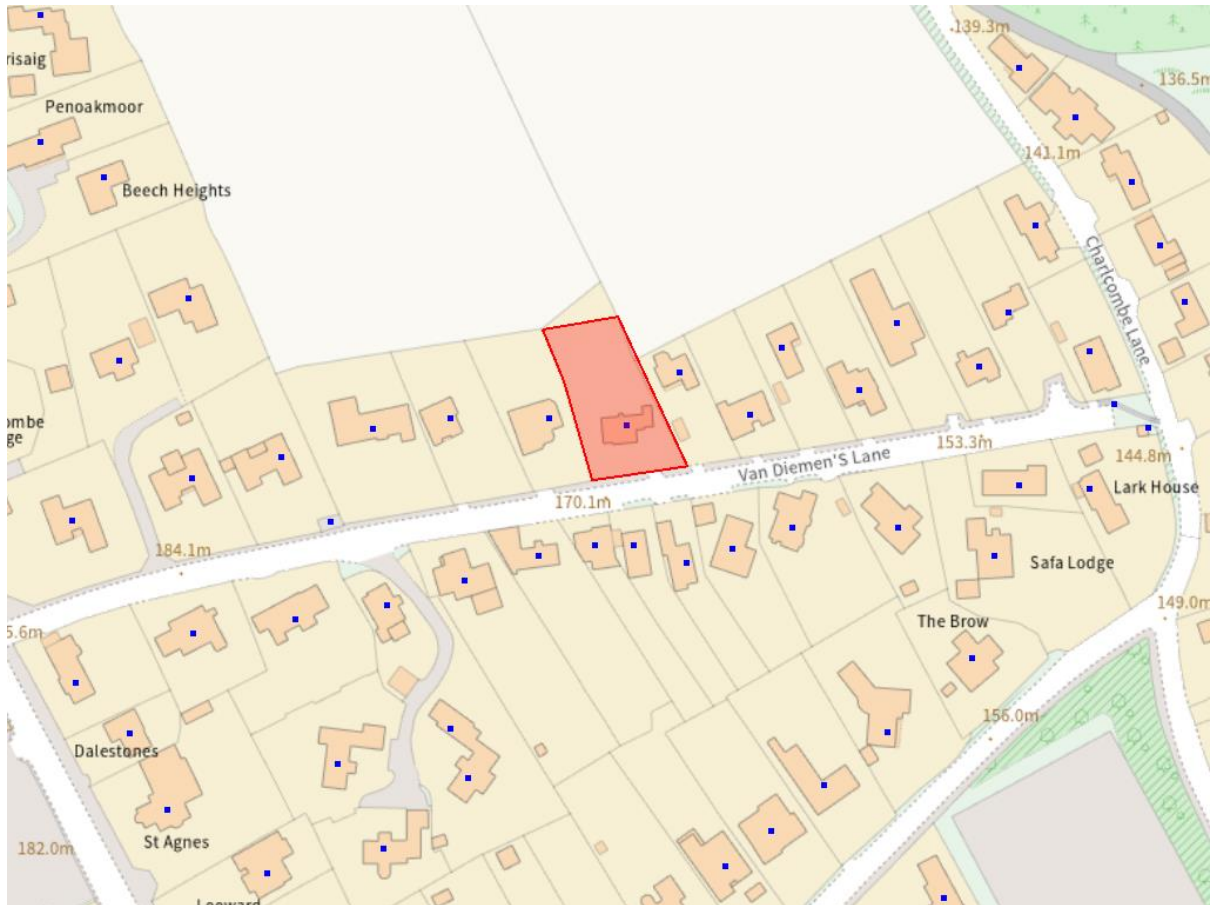 139.3m
136.5m
risaig
Penoakmoor
141.1m
Beech Heights
Charlcombe Lane
ombe
ge
153.3m
Van Diemen'S Lane
144.8m
Lark House
170.1m
184.1m
Safa Lodge
149.0m
5.6m
The Brow
156.0m
Dalestones
St Agnes
182.0m